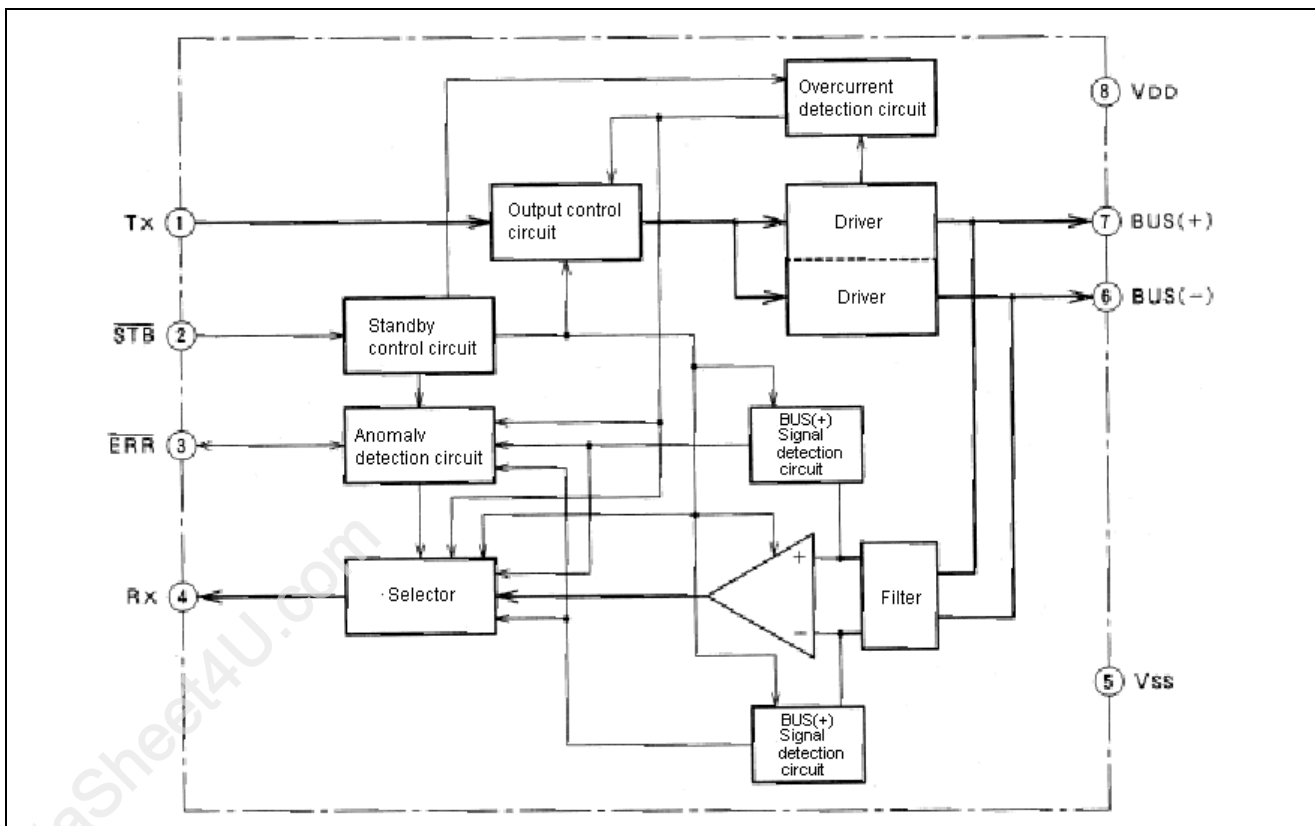 Overcurrent
detection circuit
8 VDD
Tx 1
Output control
circuit
Driver
7 BUS(+)
Driver
6 BUS(-)
STB 2
Standby
control circuit
ERR 3
Anomalv
detection circuit
BUS(+)
Signal
detection
circuit
Rx 4
Selector
+
-
Filter
5 VSS
BUS(+)
Signal
detection
circuit
aSheet4U.com